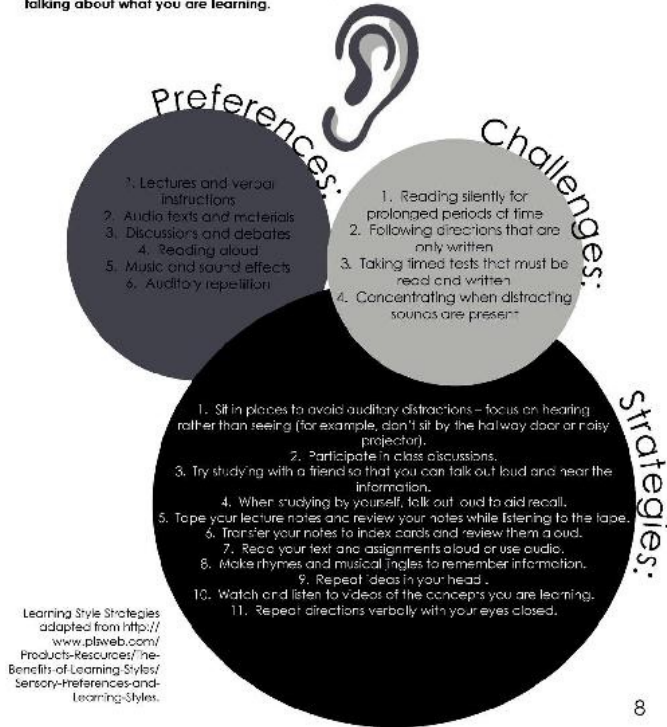 talking about what you are learning.
Preferences:
1. Lectures and verbal
instructions
2. Audio texts and materials
3. Discussions and debates
4. Reading aloud
5. Music and sound effects
6. Auditory repetition
Challenges:
1. Reading silently for
prolonged periods of time
2. Following directions that are
only written
3. Taking timed tests that must be
read and written
4. Concentrating when distracting
sounds are present
Strategies:
1. Sit in places to avoid auditory distractions – focus on hearing
rather than seeing (for example, don't sit by the hallway door or noisy
projector).
2. Participate in class discussions.
3. Try studying with a friend so that you can talk out loud and hear the
information.
4. When studying by yourself, talk out loud to aid recall.
5. Tape your lecture notes and review your notes while listening to the tape.
6. Transfer your notes to index cards and review them aloud.
7. Read your text and assignments aloud or use audio.
8. Make rhymes and musical jingles to remember information.
9. Repeat ideas in your head .
10. Watch and listen to videos of the concepts you are learning.
11. Repeat directions verbally with your eyes closed.
Learning Style Strategies
adapted from http://
www.plsweb.com/
Products-Resources/The-
Benefits-of-Learning-Styles/
Sensory-Preferences-and-
Learning-Styles.
8